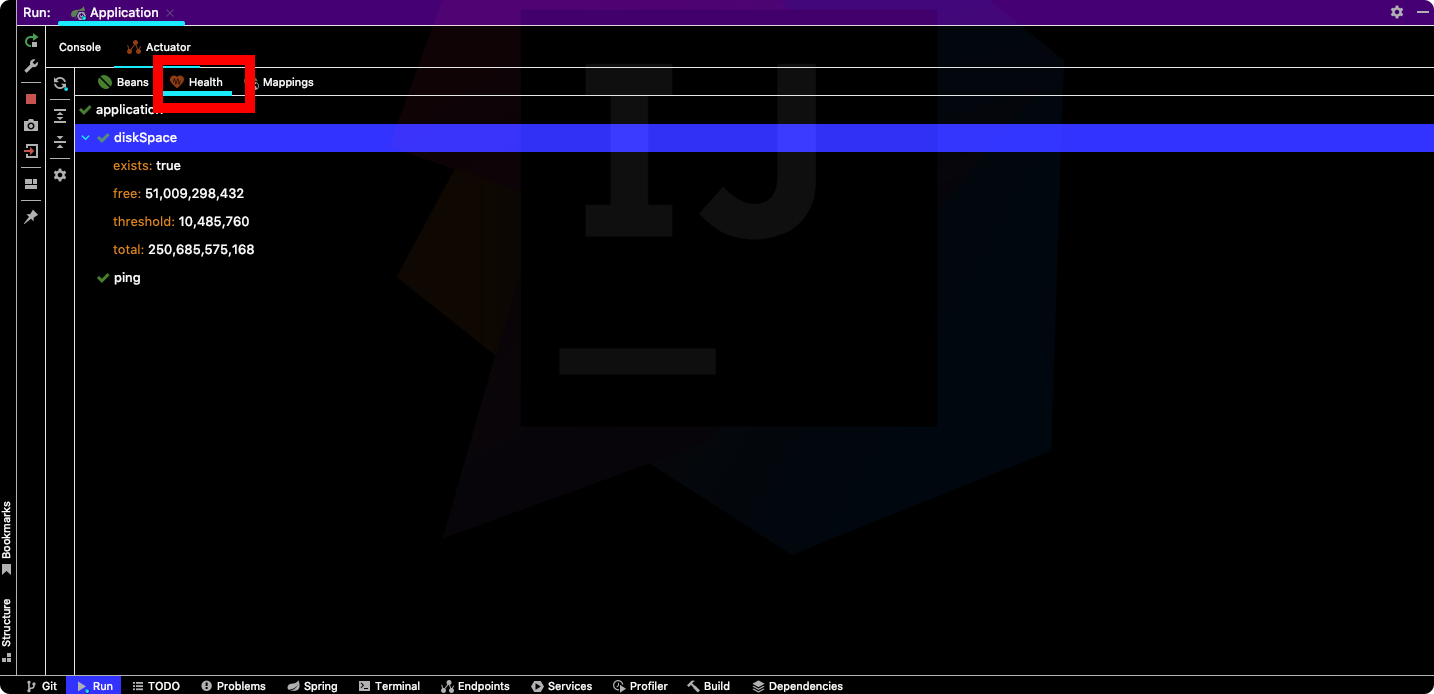 Run: Application
Console Actuator
Beans Health Mappings
application
diskSpace
exists: true
free: 51,009,298,432
threshold: 10,485,760
total: 250,685,575,168
ping
IJ
Bookmarks
Structure
Git Run TODO Problems Spring Terminal Endpoints Services Profiler Build Dependencies